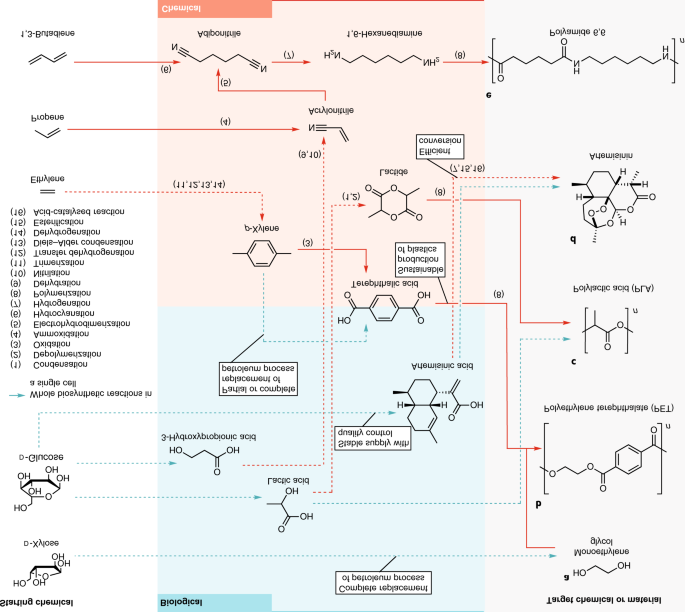 Starting chemical
Biological
Target chemical or material
D-Xylose
Complete replacement
of petroleum process
a
Monoethylene
glycol
Lactic acid
b
D-Glucose
3-Hydroxypropionic acid
Stable supply with
quality control
Polyethylene terephthalate (PET)
Whole biosynthetic reactions in
a single cell
Artemisinic acid
Partial or complete
replacement of
petroleum process
c
(1) Condensation
(2) Depolymerization
(3) Oxidation
(4) Ammoxidation
(5) Electrohydrodimerization
(6) Hydrocyanation
(7) Hydrogenation
(8) Polymerization
(9) Dehydration
(10) Nitrilation
(11) Trimerization
(12) Transfer dehydrogenation
(13) Diels–Alder condensation
(14) Dehydrogenation
(15) Esterification
(16) Acid-catalysed reaction
Terephthalic acid
(8)
Polylactic acid (PLA)
Sustainable
production
of plastics
(3)
p-Xylene
d
(1,2)
(8)
Lactide
Ethylene
(11,12,13,14)
(7,15,16)
Artemisinin
Efficient
conversion
(9,10)
Propene
(4)
Acrylonitrile
e
(5)
(6)
(7)
(8)
1,3-Butadiene
Adiponitrile
1,6-Hexanediamine
Polyamide 6,6
Chemical